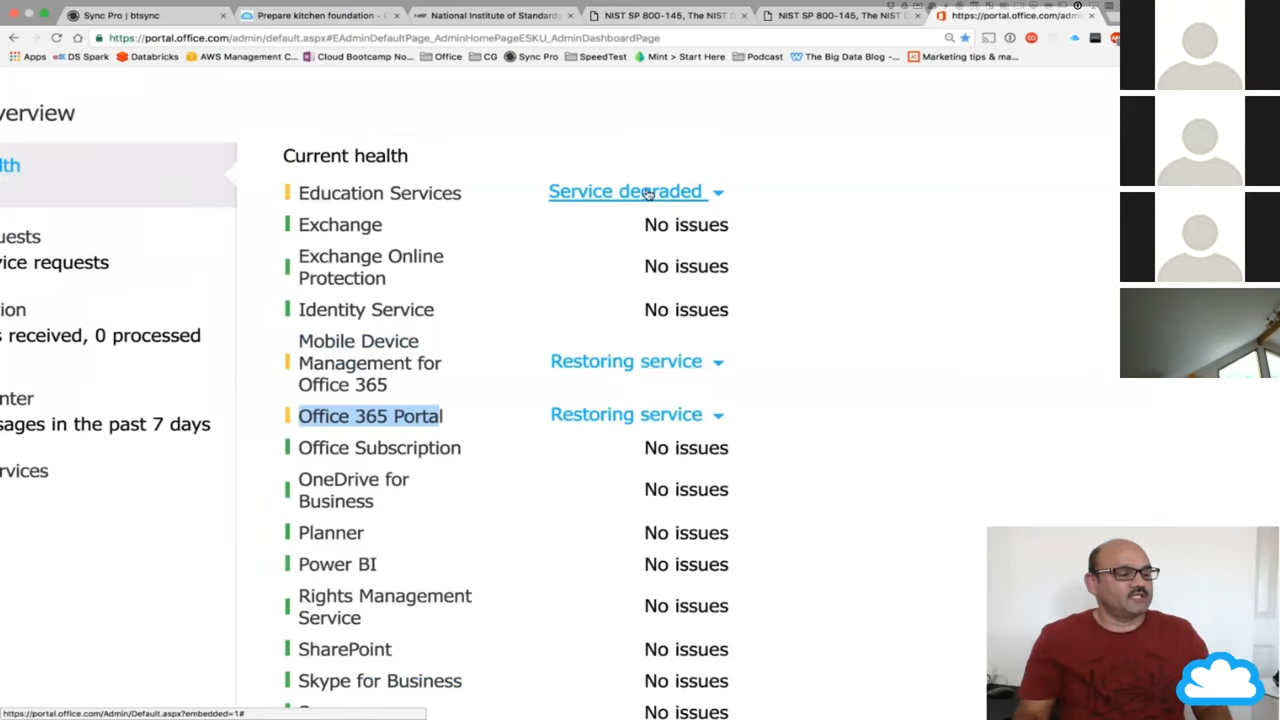 Sync Pro | btsync
Prepare kitchen foundation - C
National Institute of Standards
NIST SP 800-145, The NIST D
NIST SP 800-145, The NIST D
https://portal.office.com/admi
https://portal.office.com/admin/default.aspx#EAdminDefaultPage_AdminHomePageESKU_AdminDashboardPage
Apps
DS Spark
Databricks
AWS Management C...
Cloud Bootcamp No...
Office
CG
Sync Pro
SpeedTest
Mint > Start Here
Podcast
The Big Data Blog -...
Marketing tips & ma...
verview
lth
uests
vice requests
ion
s received, 0 processed
nter
sages in the past 7 days
ervices
Current health
Education Services Service degraded
Exchange No issues
Exchange Online
Protection No issues
Identity Service No issues
Mobile Device
Management for Restoring service
Office 365
Office 365 Portal Restoring service
Office Subscription No issues
OneDrive for
Business No issues
Planner No issues
Power BI No issues
Rights Management
Service No issues
SharePoint No issues
Skype for Business No issues
No issues
https://portal.office.com/Admin/Default.aspx?embedded=1#